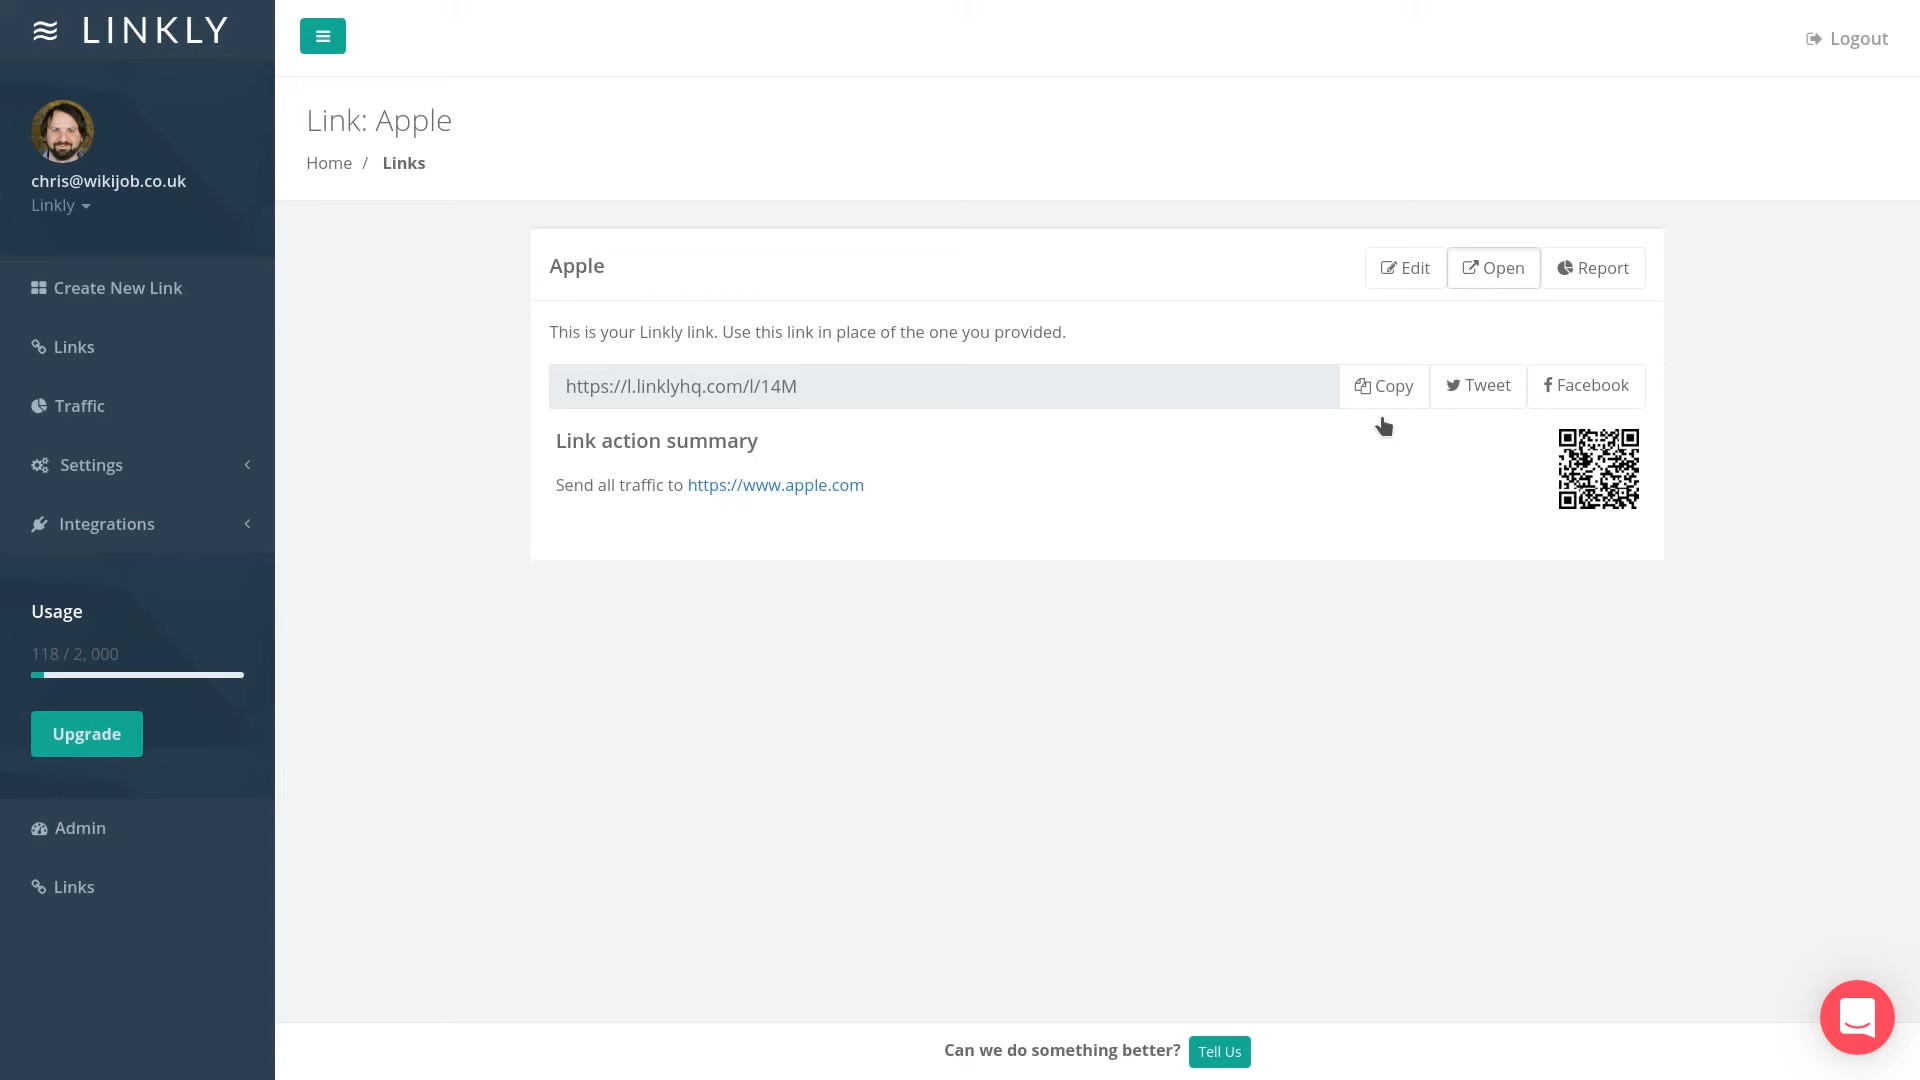 LINKLY
Logout
chris@wikijob.co.uk
Linkly
Create New Link
Links
Traffic
Settings
Integrations
Usage
118 / 2, 000
Upgrade
Admin
Links
Link: Apple
Home / Links
Apple
Edit Open Report
This is your Linkly link. Use this link in place of the one you provided.
https://l.linklyhq.com/l/14M Copy Tweet Facebook
Link action summary
Send all traffic to https://www.apple.com
Can we do something better? Tell Us